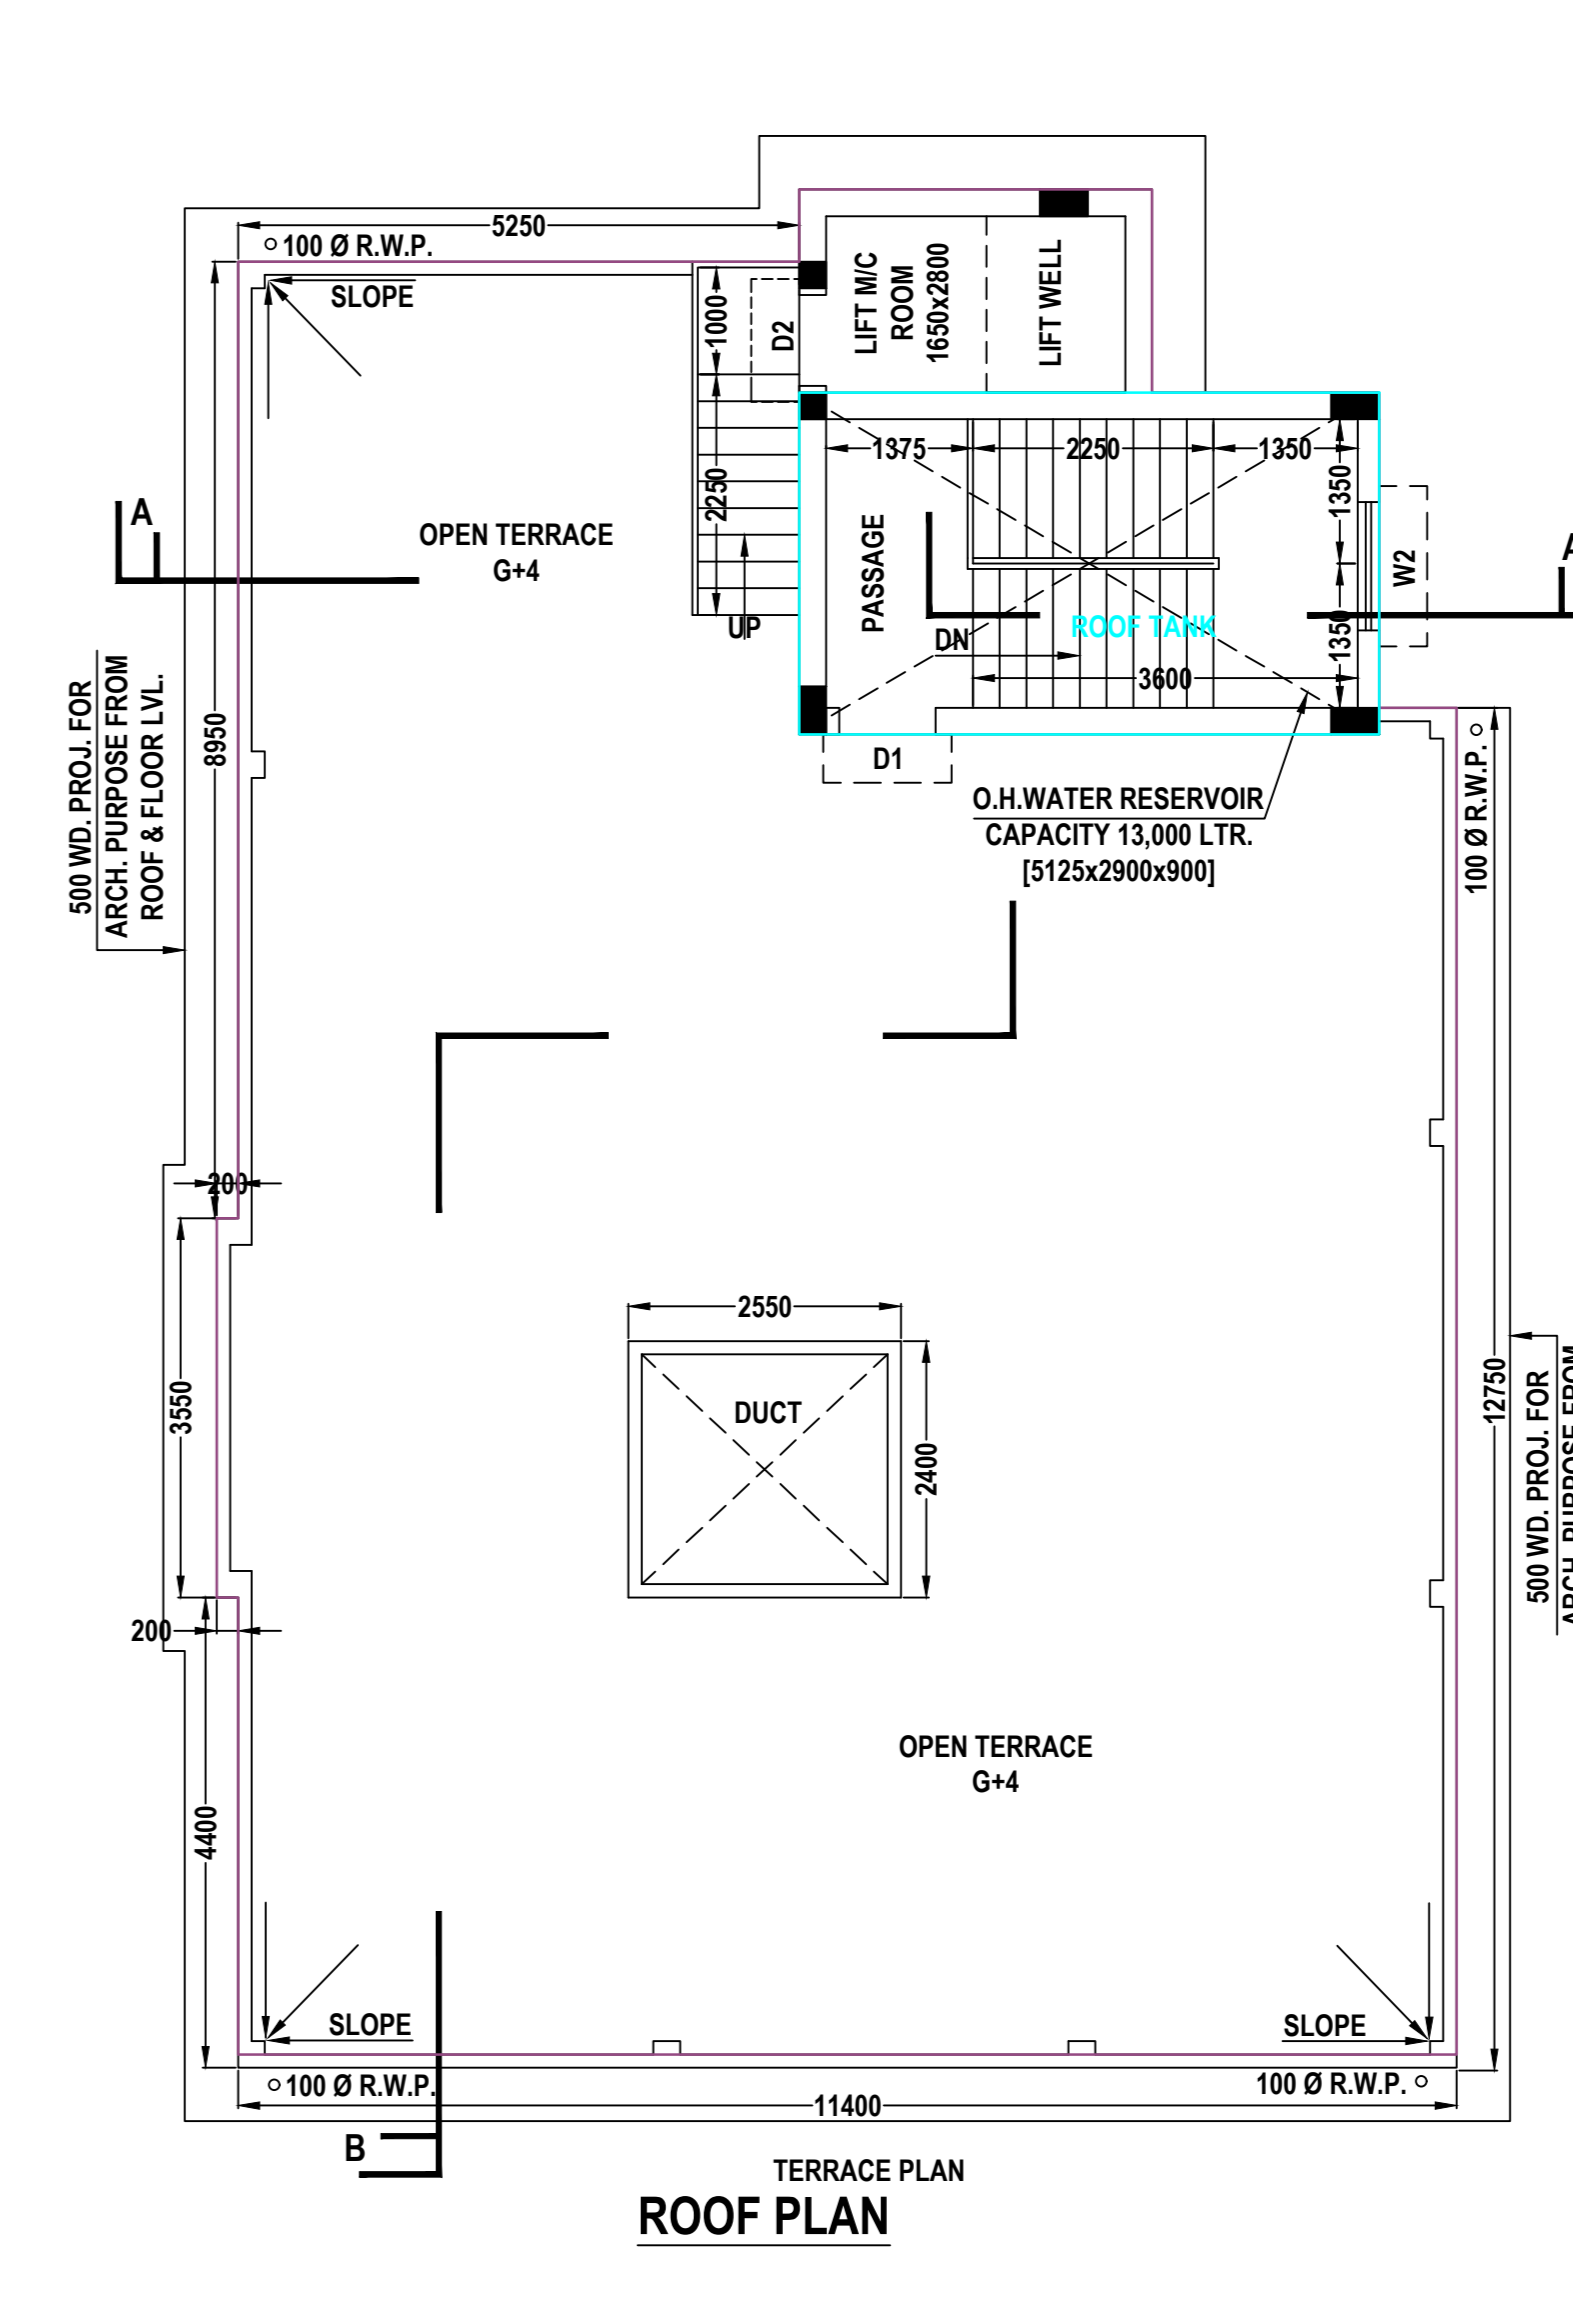 5250
100 Ø R.W.P.
SLOPE
1000
D2
LIFT M/C
ROOM
1650x2800
LIFT WELL
2250
UP
OPEN TERRACE
G+4
A
A
1375
2250
1350
1350
1350
PASSAGE
DN
ROOF TANK
3600
W2
D1
O.H.WATER RESERVOIR
CAPACITY 13,000 LTR.
[5125x2900x900]
100 Ø R.W.P.
500 WD. PROJ. FOR
ARCH. PURPOSE FROM
ROOF & FLOOR LVL.
8950
200
3550
200
4400
2550
DUCT
2400
12750
500 WD. PROJ. FOR
ARCH. PURPOSE FROM
OPEN TERRACE
G+4
SLOPE
SLOPE
100 Ø R.W.P.
100 Ø R.W.P.
11400
B
TERRACE PLAN
ROOF PLAN